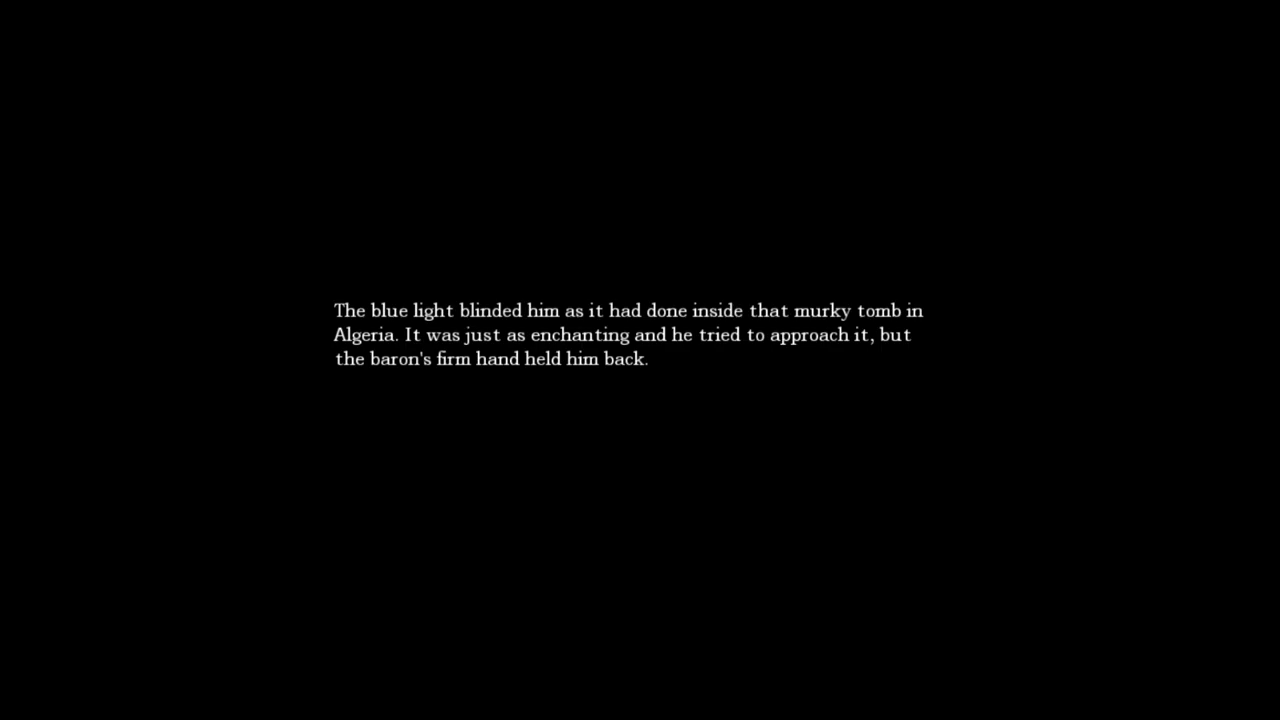 The blue light blinded him as it had done inside that murky tomb in
Algeria. It was just as enchanting and he tried to approach it, but
the baron's firm hand held him back.